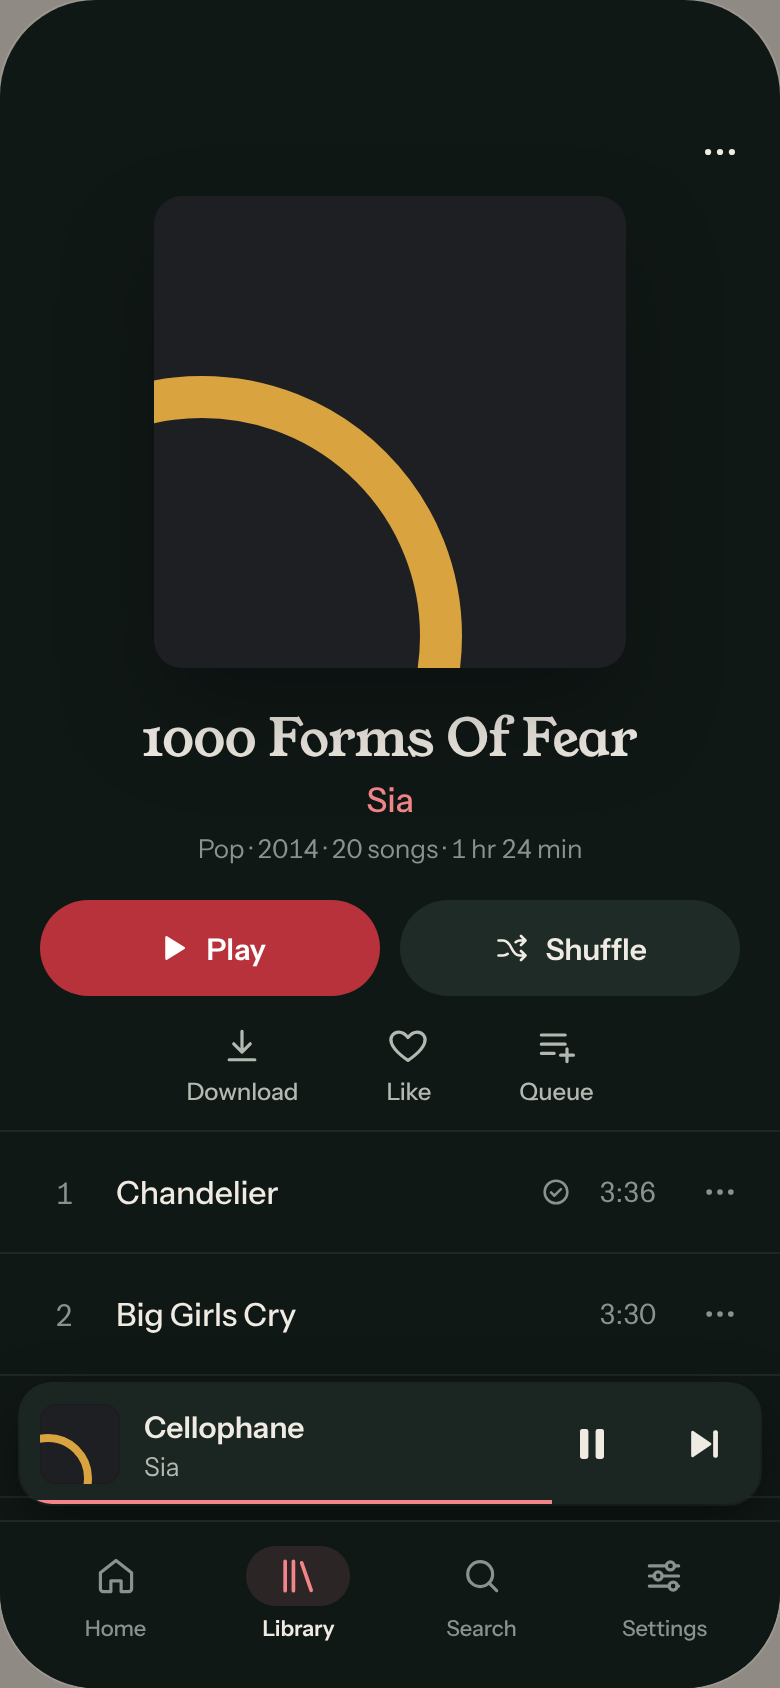 1000 Forms Of Fear
Sia
Pop · 2014 · 20 songs · 1 hr 24 min
Play
Shuffle
Download
Like
Queue
1 Chandelier 3:36
2 Big Girls Cry 3:30
Cellophane
Sia
Home
Library
Search
Settings